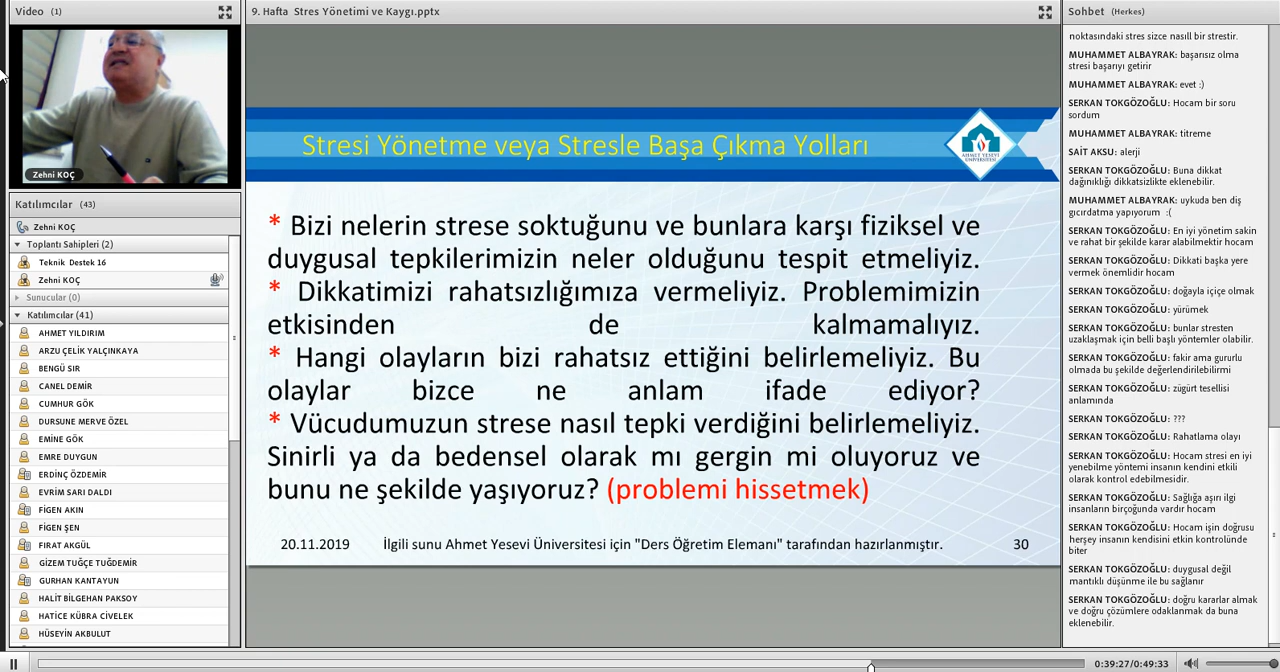 Video (1)
Zehni KOÇ
Katılımcılar (43)
Zehni KOÇ
Toplantı Sahipleri (2)
Teknik Destek 16
Zehni KOÇ
Sunucular (0)
Katılımcılar (41)
AHMET YILDIRIM
ARZU ÇELİK YALÇINKAYA
BENGÜ SIR
CANEL DEMİR
CUMHUR GÖK
DURSUNE MERVE ÖZEL
EMİNE GÖK
EMRE DUYGUN
ERDİNÇ ÖZDEMİR
EVRİM SARI DALDI
FİGEN AKIN
FİGEN ŞEN
FIRAT AKGÜL
GİZEM TUĞÇE TUĞDEMİR
GURHAN KANTAYUN
HALİT BİLGEHAN PAKSOY
HATİCE KÜBRA CİVELEK
HÜSEYİN AKBULUT
9. Hafta Stres Yönetimi ve Kaygı.pptx
Stresi Yönetme veya Stresle Başa Çıkma Yolları
AHMET YESEVİ
ÜNİVERSİTESİ
* Bizi nelerin strese soktuğunu ve bunlara karşı fiziksel ve
duygusal tepkilerimizin neler olduğunu tespit etmeliyiz.
* Dikkatimizi rahatsızlığımıza vermeliyiz. Problemimizin
etkisinden de kalmamalıyız.
* Hangi olayların bizi rahatsız ettiğini belirlemeliyiz. Bu
olaylar bizce ne anlam ifade ediyor?
* Vücudumuzun strese nasıl tepki verdiğini belirlemeliyiz.
Sinirli ya da bedensel olarak mı gergin mi oluyoruz ve
bunu ne şekilde yaşıyoruz? (problemi hissetmek)
20.11.2019 İlgili sunu Ahmet Yesevi Üniversitesi için "Ders Öğretim Elemanı" tarafından hazırlanmıştır. 30
Sohbet (Herkes)
noktasındaki stres sizce nasıll bir strestir.
MUHAMMET ALBAYRAK: başarısız olma
stresi başarıyı getirir
MUHAMMET ALBAYRAK: evet :)
SERKAN TOKGÖZOĞLU: Hocam bir soru
sordum
MUHAMMET ALBAYRAK: titreme
SAİT AKSU: alerji
SERKAN TOKGÖZOĞLU: Buna dikkat
dağınıklığı dikkatsizlikte eklenebilir.
MUHAMMET ALBAYRAK: uykuda ben diş
gıcırdatma yapıyorum :(
SERKAN TOKGÖZOĞLU: En iyi yönetim sakin
ve rahat bir şekilde karar alabilmektir hocam
SERKAN TOKGÖZOĞLU: Dikkati başka yere
vermek önemlidir hocam
SERKAN TOKGÖZOĞLU: doğayla içiçe olmak
SERKAN TOKGÖZOĞLU: yürümek
SERKAN TOKGÖZOĞLU: bunlar stresten
uzaklaşmak için belli başlı yöntemler olabilir.
SERKAN TOKGÖZOĞLU: fakir ama gururlu
olmada bu şekilde değerlendirilebilirmi
SERKAN TOKGÖZOĞLU: zügürt tesellisi
anlamında
SERKAN TOKGÖZOĞLU: ???
SERKAN TOKGÖZOĞLU: Rahatlama olayı
SERKAN TOKGÖZOĞLU: Hocam stresi en iyi
yenebilme yöntemi insanın kendini etkili
olarak kontrol edebilmesidir.
SERKAN TOKGÖZOĞLU: Sağlığa aşırı ilgi
insanların birçoğunda vardır hocam
SERKAN TOKGÖZOĞLU: Hocam işin doğrusu
herşey insanın kendisini etkin kontrolünde
biter
SERKAN TOKGÖZOĞLU: duygusal değil
mantıklı düşünme ile bu sağlanır
SERKAN TOKGÖZOĞLU: doğru kararlar almak
ve doğru çözümlere odaklanmak da buna
eklenebilir.
0:39:27/0:49:33